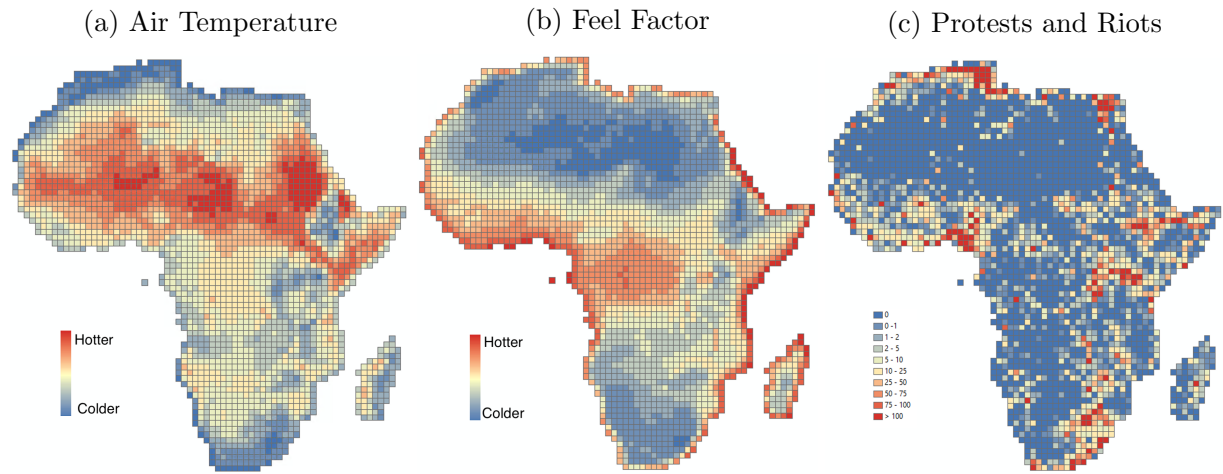 (a) Air Temperature
(b) Feel Factor
(c) Protests and Riots
Hotter
Colder
Hotter
Colder
0
0 -1
1 - 2
2 - 5
5 - 10
10 - 25
25 - 50
50 - 75
75 - 100
> 100